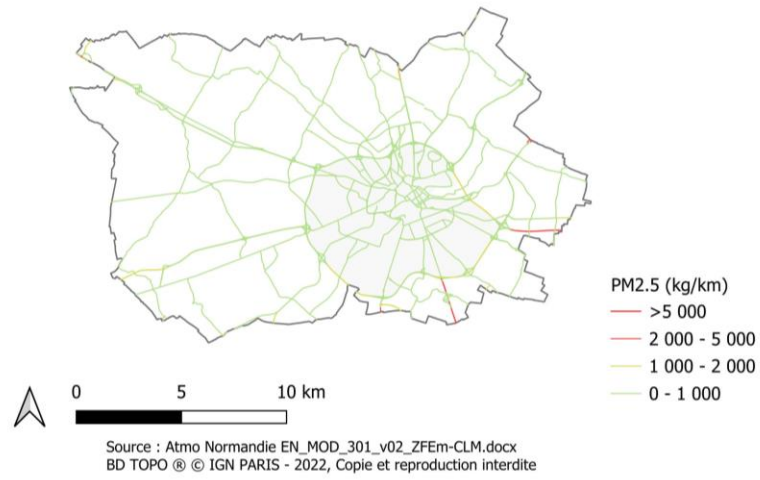 PM2.5 (kg/km)
>5 000
2 000 - 5 000
1 000 - 2 000
0 - 1 000
0 5 10 km
Source : Atmo Normandie EN_MOD_301_v02_ZFEm-CLM.docx
BD TOPO ® © IGN PARIS - 2022, Copie et reproduction interdite